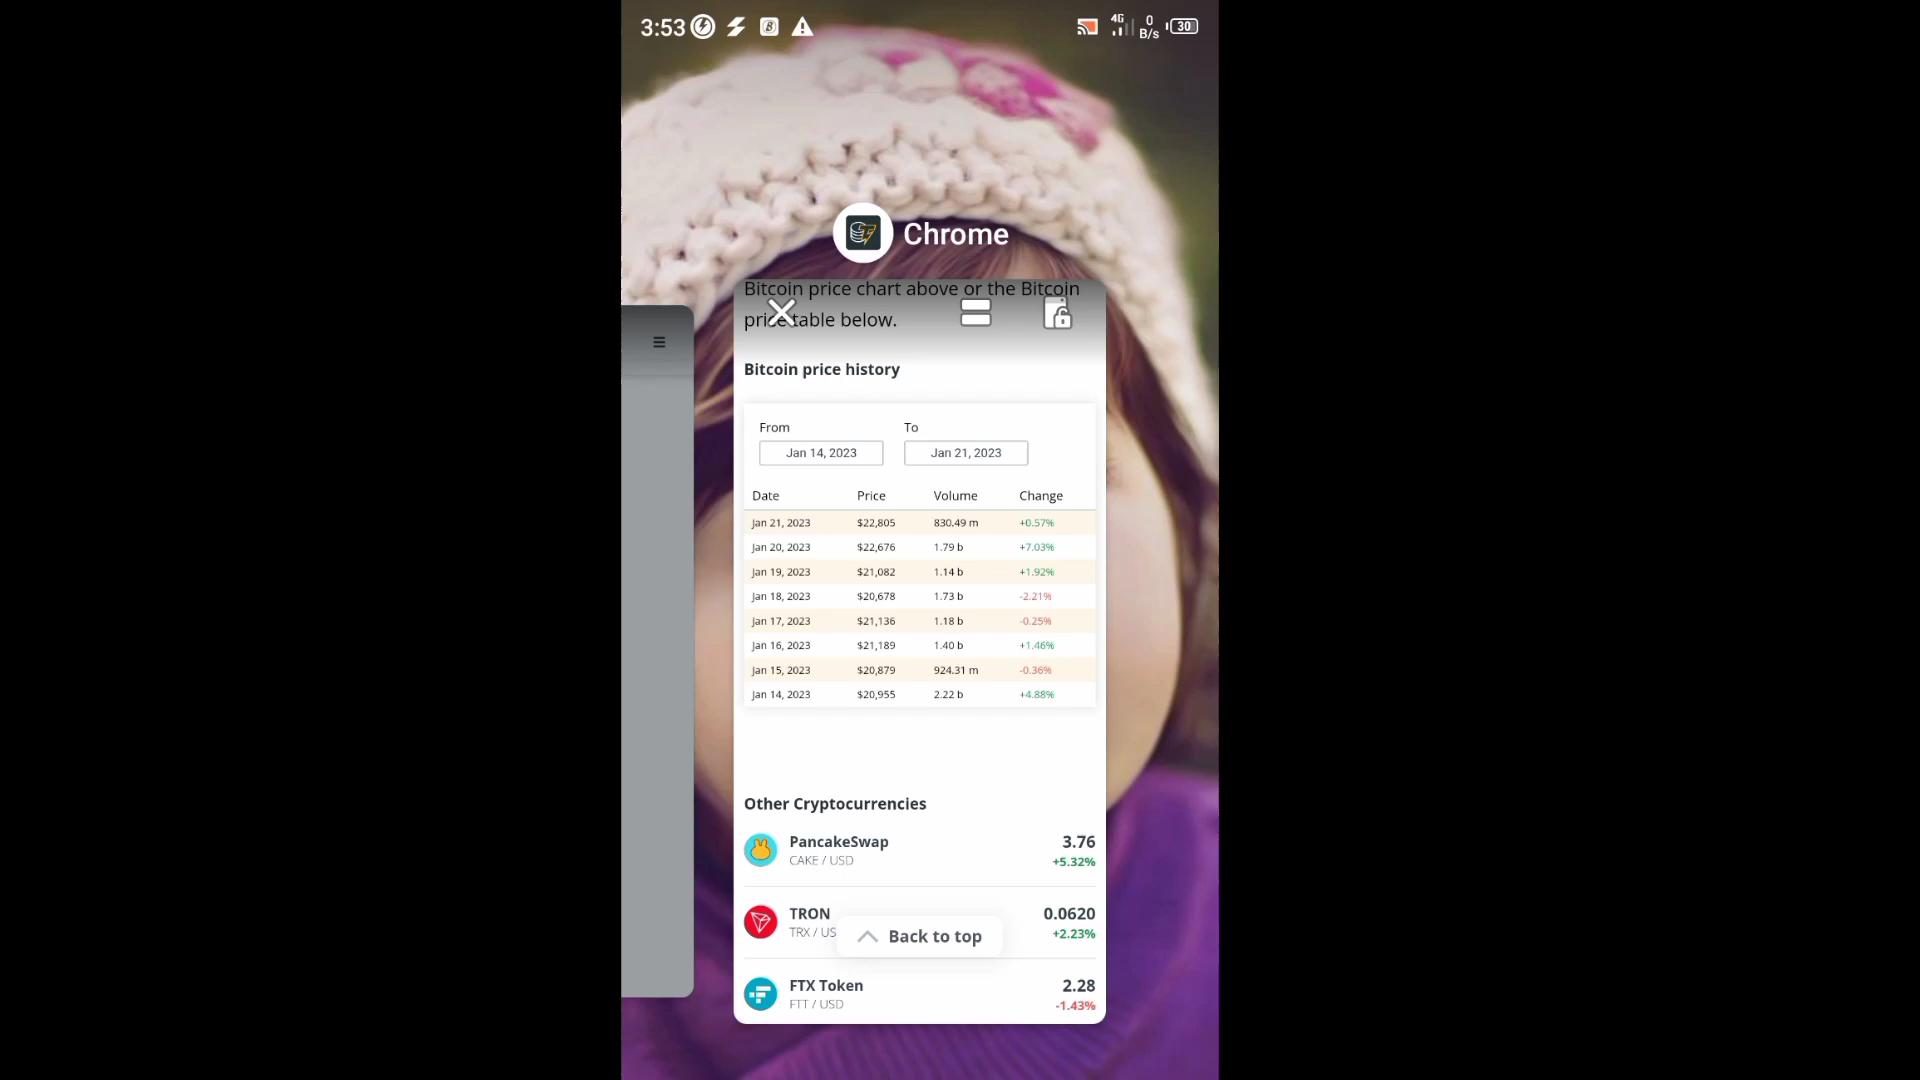 3:53
4G
0
B/s
30
Chrome
Bitcoin price chart above or the Bitcoin
price table below.
Bitcoin price history
From To
Jan 14, 2023 Jan 21, 2023
Date Price Volume Change
Jan 21, 2023 $22,805 830.49 m +0.57%
Jan 20, 2023 $22,676 1.79 b +7.03%
Jan 19, 2023 $21,082 1.14 b +1.92%
Jan 18, 2023 $20,678 1.73 b -2.21%
Jan 17, 2023 $21,136 1.18 b -0.25%
Jan 16, 2023 $21,189 1.40 b +1.46%
Jan 15, 2023 $20,879 924.31 m -0.36%
Jan 14, 2023 $20,955 2.22 b +4.88%
Other Cryptocurrencies
PancakeSwap 3.76
CAKE / USD +5.32%
TRON 0.0620
TRX / US +2.23%
Back to top
FTX Token 2.28
FTT / USD -1.43%